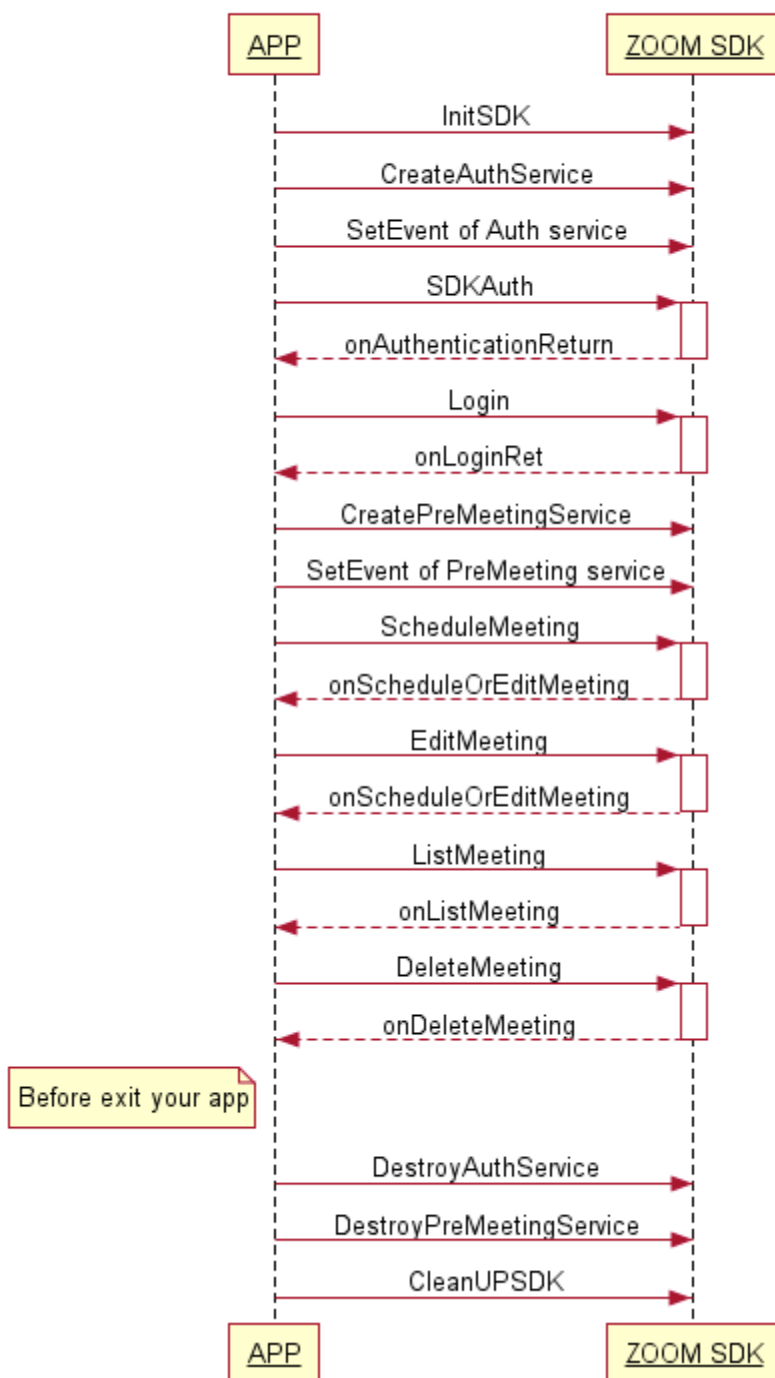 APP
ZOOM SDK
InitSDK
CreateAuthService
SetEvent of Auth service
SDKAuth
onAuthenticationReturn
Login
onLoginRet
CreatePreMeetingService
SetEvent of PreMeeting service
ScheduleMeeting
onScheduleOrEditMeeting
EditMeeting
onScheduleOrEditMeeting
ListMeeting
onListMeeting
DeleteMeeting
onDeleteMeeting
Before exit your app
DestroyAuthService
DestroyPreMeetingService
CleanUPSDK
APP
ZOOM SDK